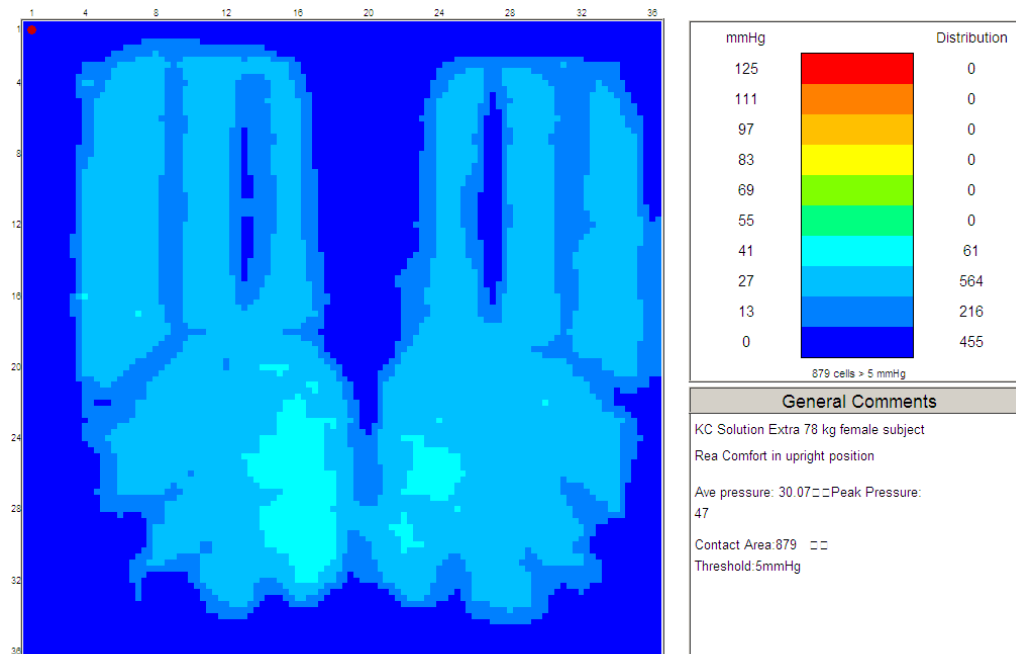 1 4 8 12 16 20 24 28 32 36
1
4
8
12
16
20
24
28
32
36
mmHg Distribution
125 0
111 0
97 0
83 0
69 0
55 0
41 61
27 564
13 216
0 455
879 cells > 5 mmHg
General Comments
KC Solution Extra 78 kg female subject
Rea Comfort in upright position
Ave pressure: 30.07□□Peak Pressure:
47
Contact Area:879 □□
Threshold:5mmHg